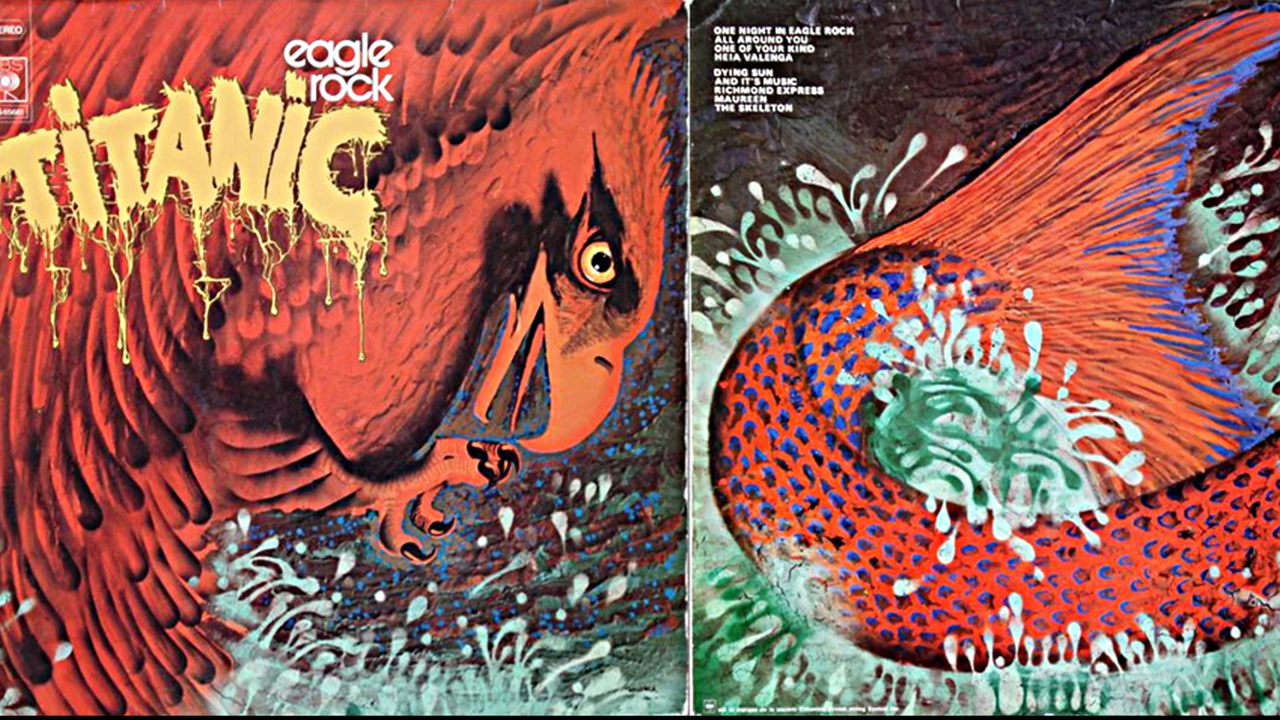 eagle
rock
TiTANiC
ONE NIGHT IN EAGLE ROCK
ALL AROUND YOU
ONE OF YOUR KIND
HEIA VALENGA
DYING SUN
AND IT'S MUSIC
RICHMOND EXPRESS
MAUREEN
THE SKELETON